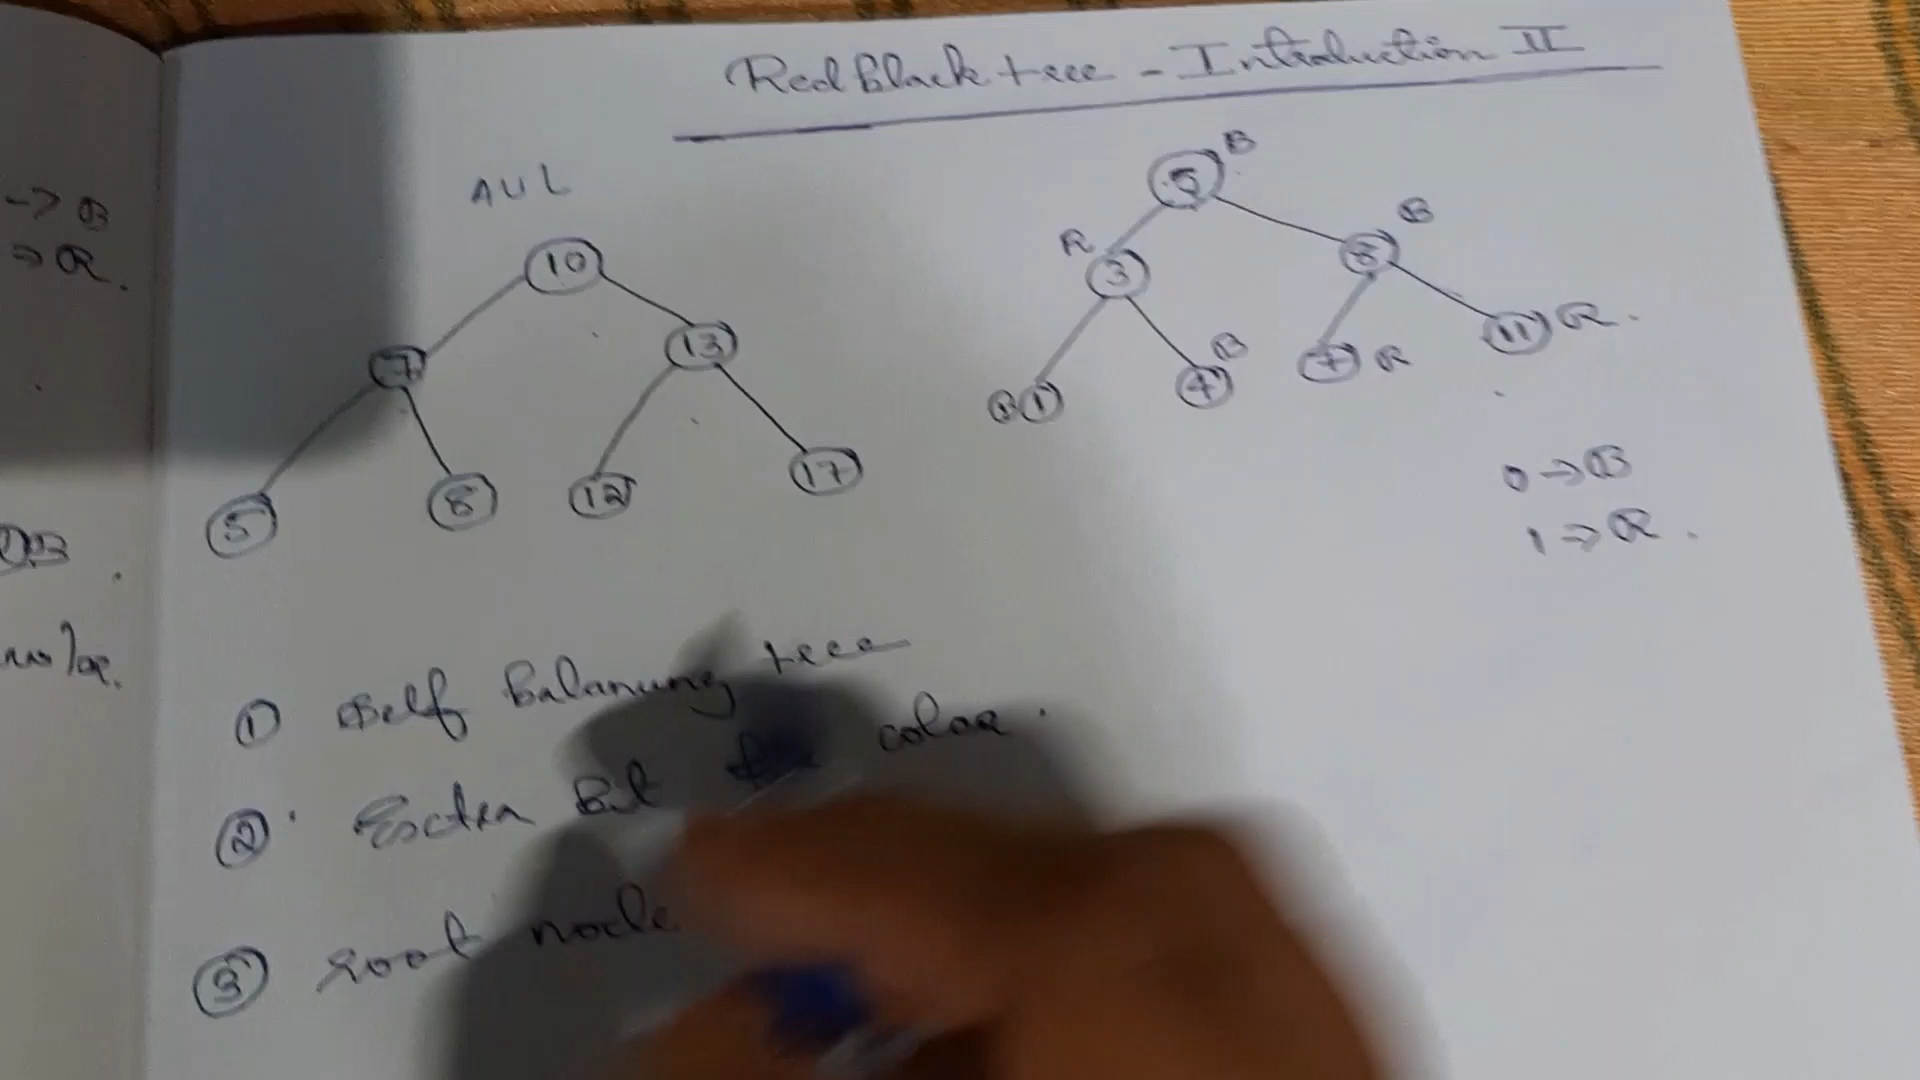 Red Black tree - Introduction II
AVL
10
7
13
5
8
12
17
5 B
R 3
8 B
B 1
4 B
7 R
11 R.
0 → B
1 → R.
① Self Balancing tree
② Extra Bit for color.
③ root node
→ B
→ R.